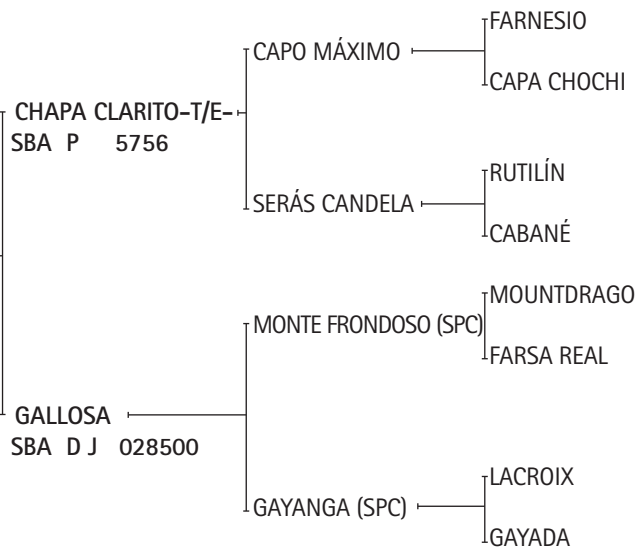 FARNESIO
CAPO MÁXIMO
CAPA CHOCHI
CHAPA CLARITO-T/E-
SBA P 5756
RUTILÍN
SERÁS CANDELA
CABANÉ
MOUNTDRAGO
MONTE FRONDOSO (SPC)
FARSA REAL
GALLOSA
SBA D J 028500
LACROIX
GAYANGA (SPC)
GAYADA